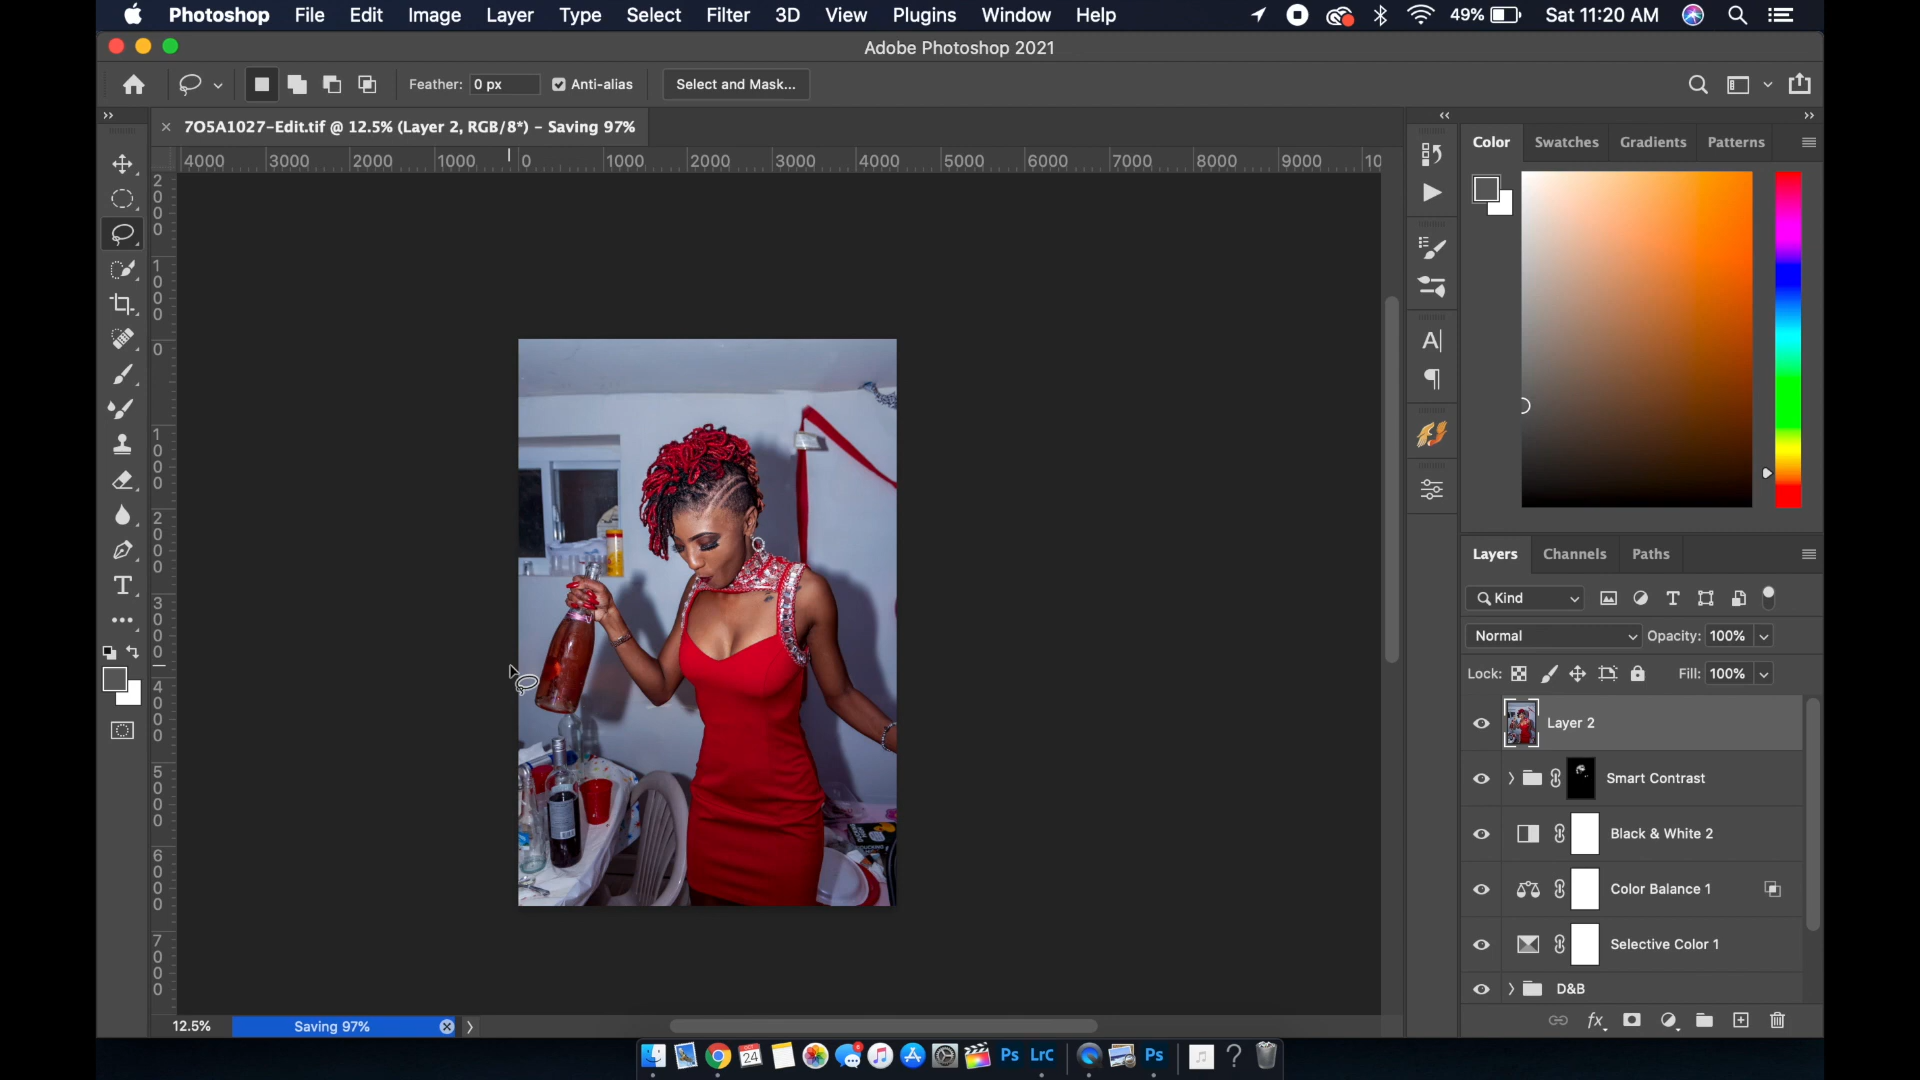 Photoshop File Edit Image Layer Type Select Filter 3D View Plugins Window Help 49% Sat 11:20 AM
Adobe Photoshop 2021
Feather: 0 px Anti-alias Select and Mask...
7O5A1027-Edit.tif @ 12.5% (Layer 2, RGB/8*) - Saving 97%
4000 3000 2000 1000 0 1000 2000 3000 4000 5000 6000 7000 8000 9000 10
2000
1000
0
1000
2000
3000
4000
5000
6000
7000
Color Swatches Gradients Patterns
Layers Channels Paths
Kind
Normal Opacity: 100%
Lock: Fill: 100%
Layer 2
Smart Contrast
Black & White 2
Color Balance 1
Selective Color 1
D&B
fx
12.5% Saving 97%
OCT 24 6 Ps LrC Ps